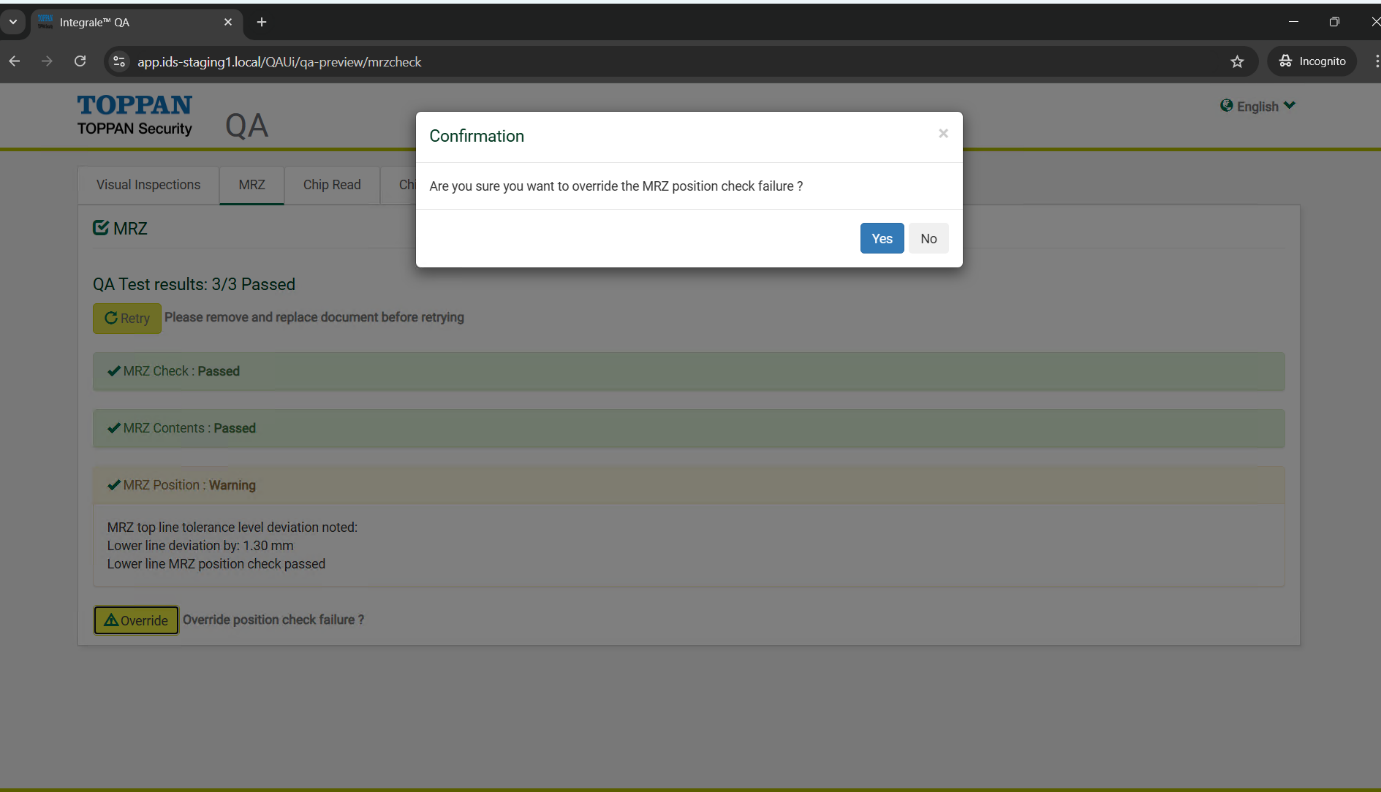 Integrale™ QA
app.ids-staging1.local/QAUi/qa-preview/mrzcheck
Incognito
TOPPAN
TOPPAN Security
QA
English
Confirmation
Are you sure you want to override the MRZ position check failure ?
Yes
No
Visual Inspections
MRZ
Chip Read
Chi
MRZ
QA Test results: 3/3 Passed
Retry Please remove and replace document before retrying
MRZ Check : Passed
MRZ Contents : Passed
MRZ Position : Warning
MRZ top line tolerance level deviation noted:
Lower line deviation by: 1.30 mm
Lower line MRZ position check passed
Override Override position check failure ?